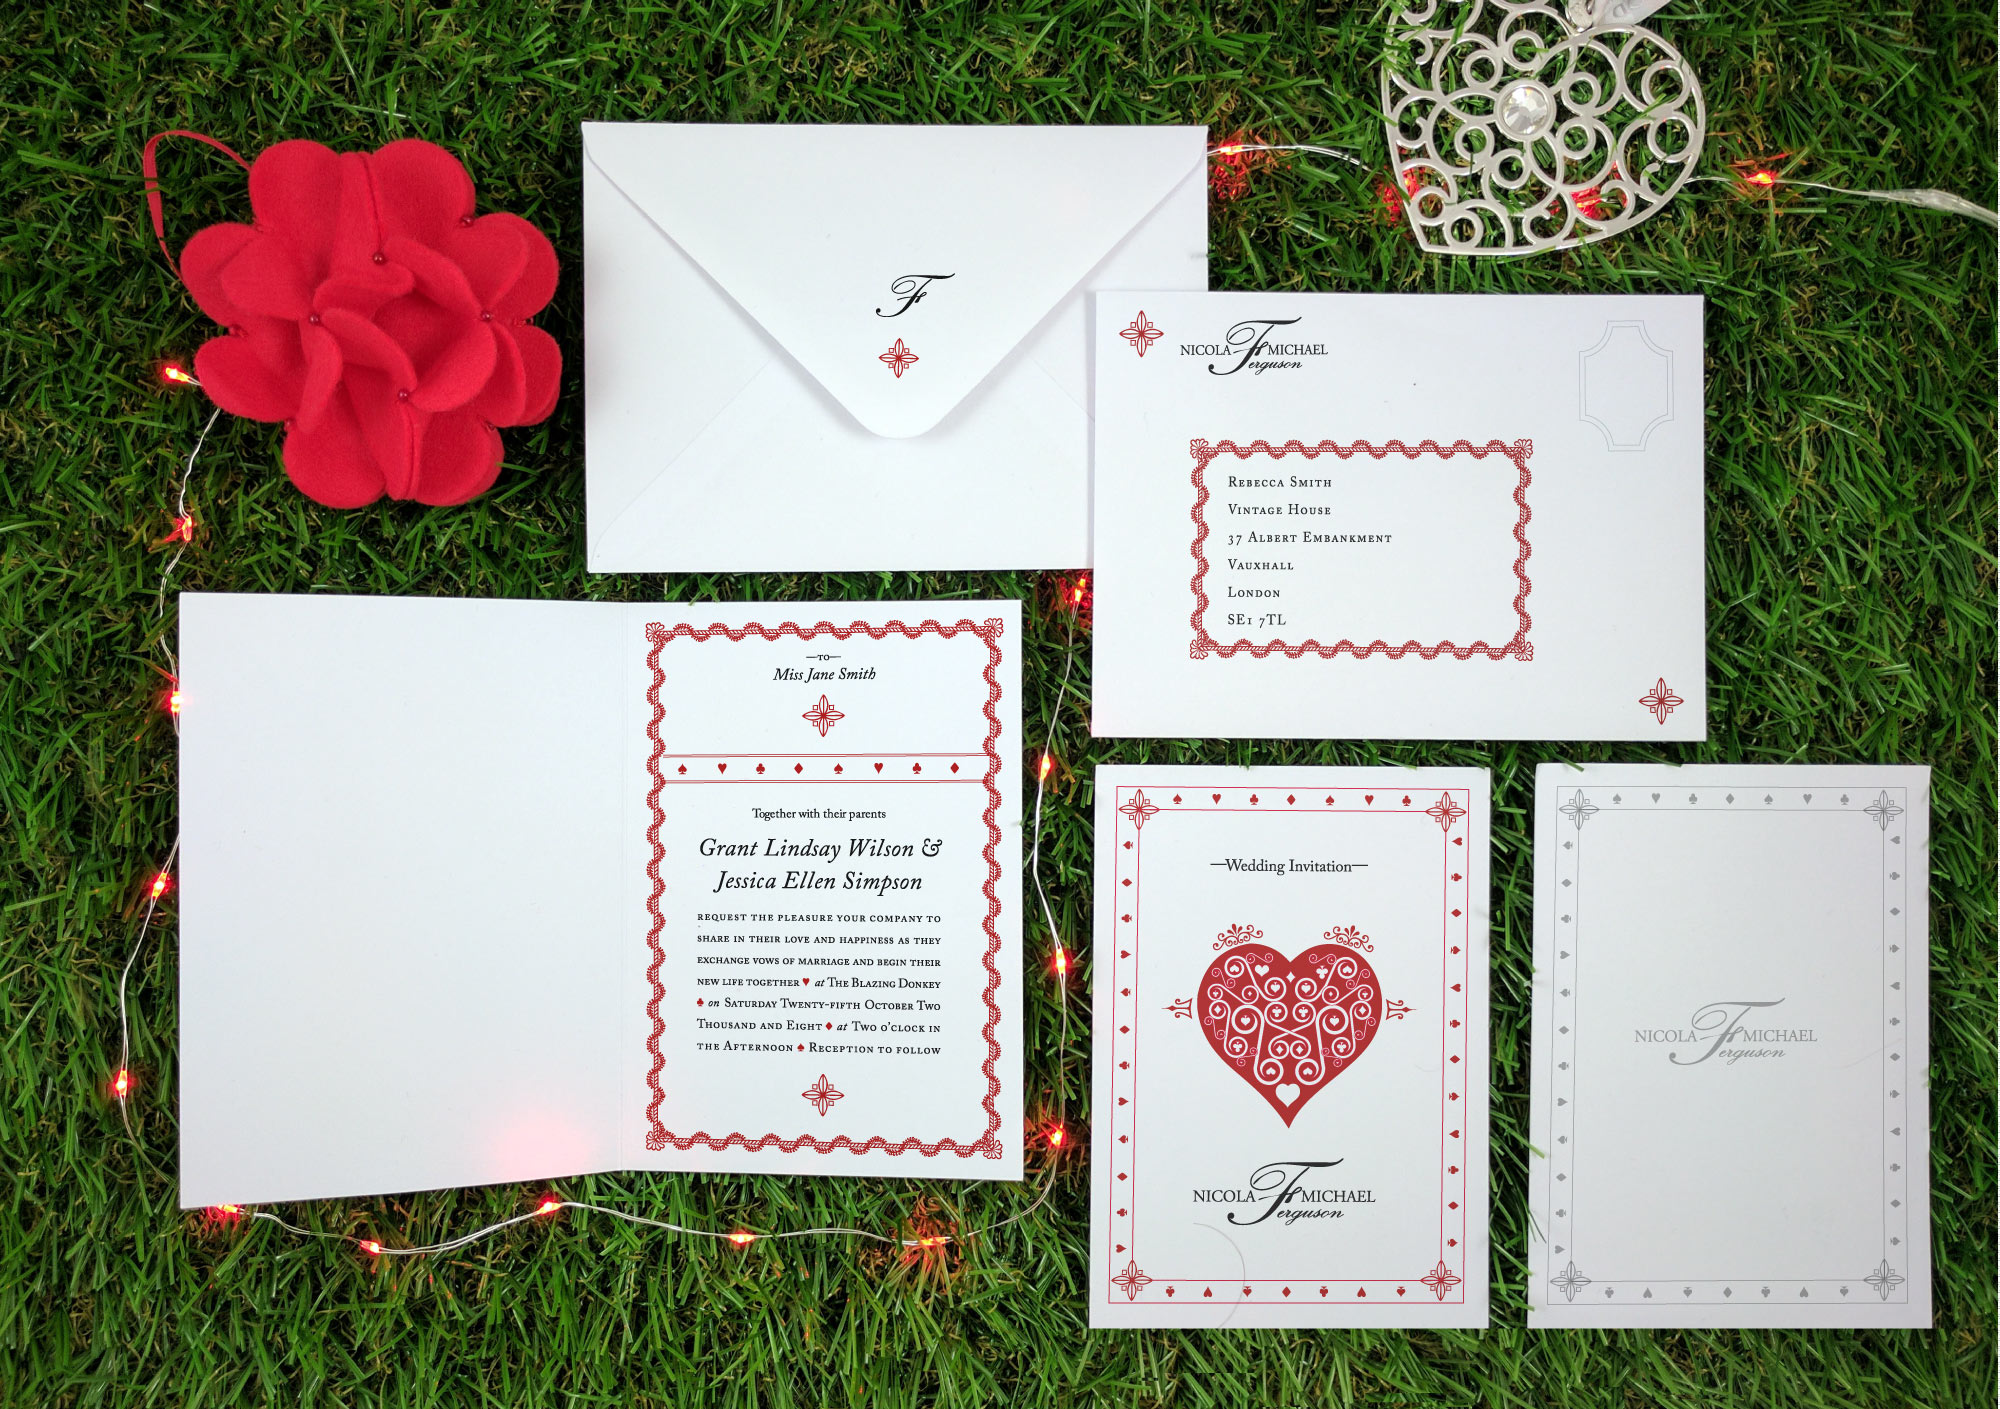 F
NICOLA F MICHAEL
Ferguson
REBECCA SMITH
VINTAGE HOUSE
37 ALBERT EMBANKMENT
VAUXHALL
LONDON
SE1 7TL
—TO—
Miss Jane Smith
Together with their parents
Grant Lindsay Wilson &
Jessica Ellen Simpson
REQUEST THE PLEASURE YOUR COMPANY TO
SHARE IN THEIR LOVE AND HAPPINESS AS THEY
EXCHANGE VOWS OF MARRIAGE AND BEGIN THEIR
NEW LIFE TOGETHER ♥ at THE BLAZING DONKEY
♣ on SATURDAY TWENTY-FIFTH OCTOBER TWO
THOUSAND AND EIGHT ♦ at TWO O'CLOCK IN
THE AFTERNOON ♠ RECEPTION TO FOLLOW
—Wedding Invitation—
NICOLA F MICHAEL
Ferguson
NICOLA F MICHAEL
Ferguson